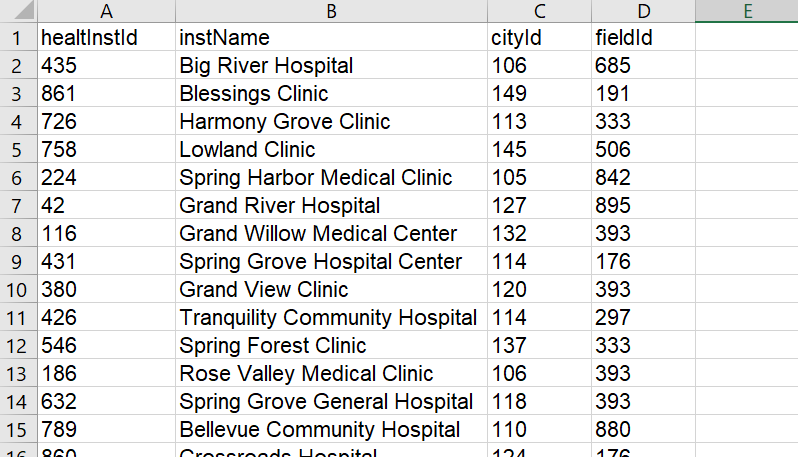 A B C D E
1 healtInstId instName cityId fieldId
2 435 Big River Hospital 106 685
3 861 Blessings Clinic 149 191
4 726 Harmony Grove Clinic 113 333
5 758 Lowland Clinic 145 506
6 224 Spring Harbor Medical Clinic 105 842
7 42 Grand River Hospital 127 895
8 116 Grand Willow Medical Center 132 393
9 431 Spring Grove Hospital Center 114 176
10 380 Grand View Clinic 120 393
11 426 Tranquility Community Hospital 114 297
12 546 Spring Forest Clinic 137 333
13 186 Rose Valley Medical Clinic 106 393
14 632 Spring Grove General Hospital 118 393
15 789 Bellevue Community Hospital 110 880
16 860 Crossroads Hospital 124 176